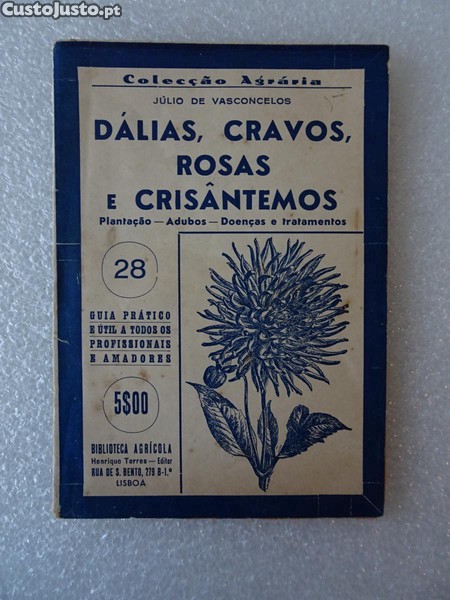 CustoJusto.pt
Colecção Agrária
JÚLIO DE VASCONCELOS
DÁLIAS, CRAVOS,
ROSAS
E CRISÂNTEMOS
Plantação — Adubos — Doenças e tratamentos
28
GUIA PRÁTICO
E ÚTIL A TODOS OS
PROFISSIONAIS
E AMADORES
5$00
BIBLIOTECA AGRÍCOLA
Henrique Torres — Editor
RUA DE S. BENTO, 279 B-1.º
LISBOA